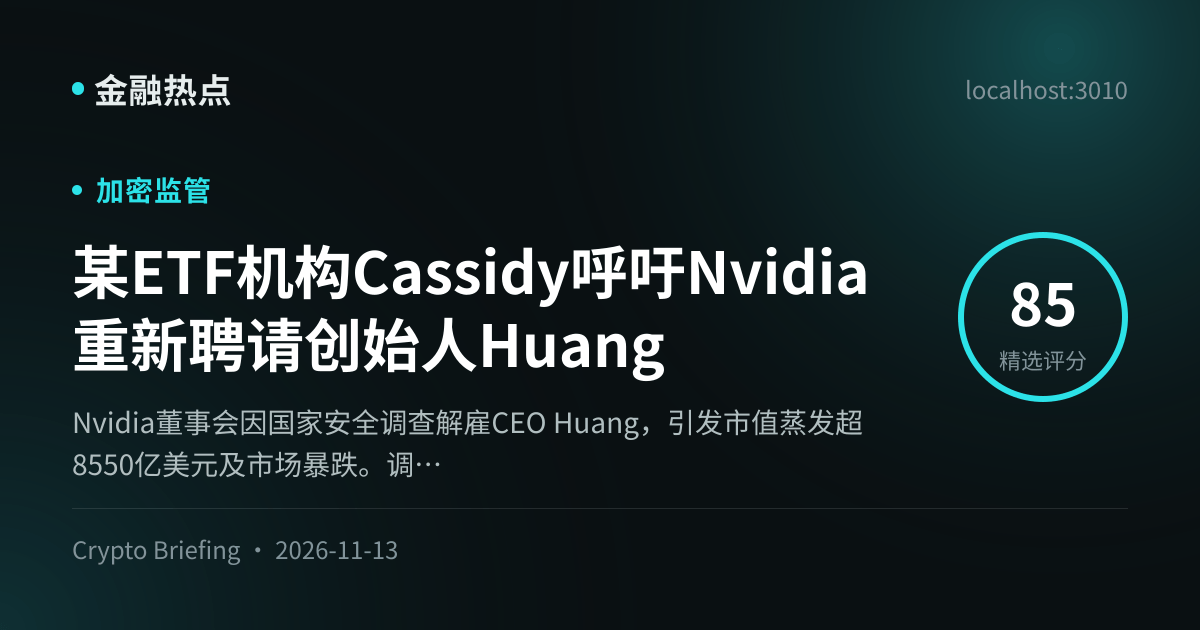 金融热点
localhost:3010
加密监管
某ETF机构Cassidy呼吁Nvidia
重新聘请创始人Huang
85
精选评分
Nvidia董事会因国家安全调查解雇CEO Huang，引发市值蒸发超
8550亿美元及市场暴跌。调…
Crypto Briefing · 2026-11-13